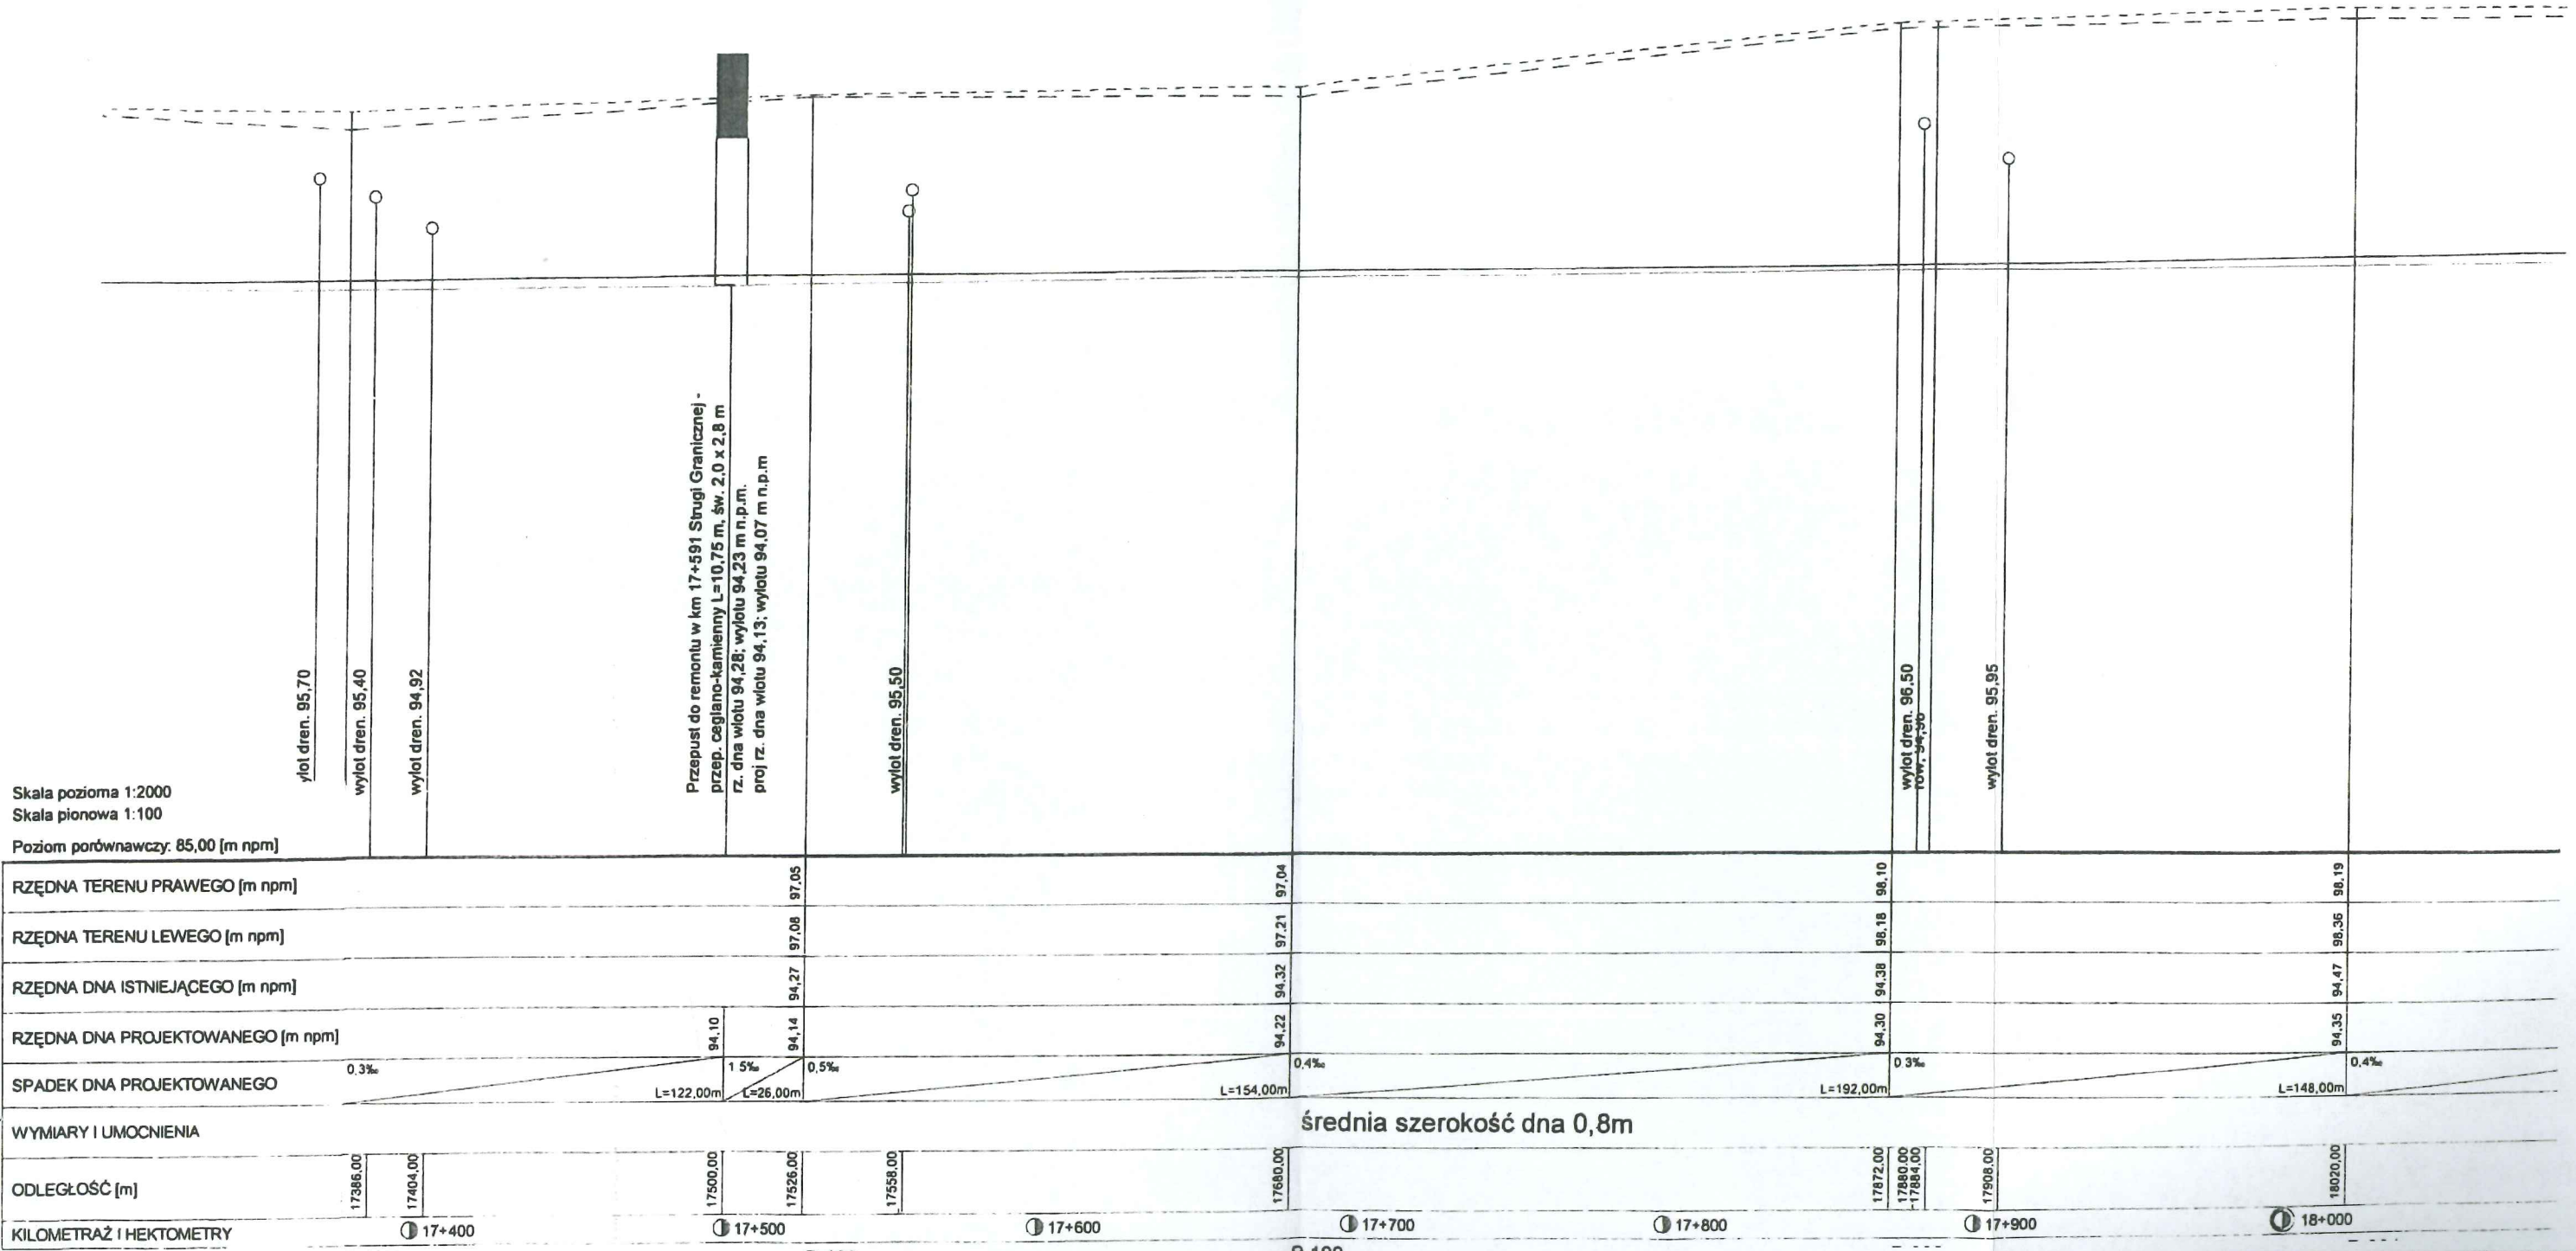 Przepust do remontu w km 17+591 Strugi Granicznej -
przep. ceglano-kamienny L=10,75 m, św. 2,0 x 2,8 m
rz. dna wlotu 94,28; wylotu 94,23 m n.p.m.
proj rz. dna wlotu 94,13; wylotu 94,07 m n.p.m
ylot dren. 95,70
wylot dren. 95,40
wylot dren. 94,92
wylot dren. 95,50
wylot dren. 96,50
rów,
wylot dren. 95,95
Skala pozioma 1:2000
Skala pionowa 1:100
Poziom porównawczy: 85,00 [m npm]
RZĘDNA TERENU PRAWEGO [m npm] 97,05 97,04 98,10 98,19
RZĘDNA TERENU LEWEGO [m npm] 97,08 97,21 98,18 98,36
RZĘDNA DNA ISTNIEJĄCEGO [m npm] 94,27 94,32 94,38 94,47
RZĘDNA DNA PROJEKTOWANEGO [m npm] 94,10 94,14 94,22 94,30 94,35
0,3‰ 1 5‰ 0,5‰ 0,4‰ 0 3‰ 0,4‰
SPADEK DNA PROJEKTOWANEGO
L=122,00m L=26,00m L=154,00m L=192,00m L=148,00m
WYMIARY I UMOCNIENIA średnia szerokość dna 0,8m
ODLEGŁOŚĆ [m] 17386,00 17404,00 17500,00 17526,00 17558,00 17680,00 17872,00 17880,00 17884,00 17908,00 18020,00
KILOMETRAŻ I HEKTOMETRY 17+400 17+500 17+600 17+700 17+800 17+900 18+000